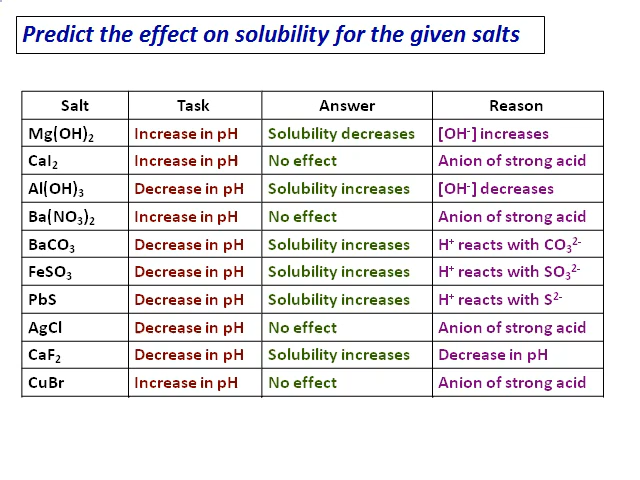 Predict the effect on solubility for the given salts
Salt Task Answer Reason
Mg(OH)₂ Increase in pH Solubility decreases [OH⁻] increases
CaI₂ Increase in pH No effect Anion of strong acid
Al(OH)₃ Decrease in pH Solubility increases [OH⁻] decreases
Ba(NO₃)₂ Increase in pH No effect Anion of strong acid
BaCO₃ Decrease in pH Solubility increases H⁺ reacts with CO₃²⁻
FeSO₃ Decrease in pH Solubility increases H⁺ reacts with SO₃²⁻
PbS Decrease in pH Solubility increases H⁺ reacts with S²⁻
AgCl Decrease in pH No effect Anion of strong acid
CaF₂ Decrease in pH Solubility increases Decrease in pH
CuBr Increase in pH No effect Anion of strong acid